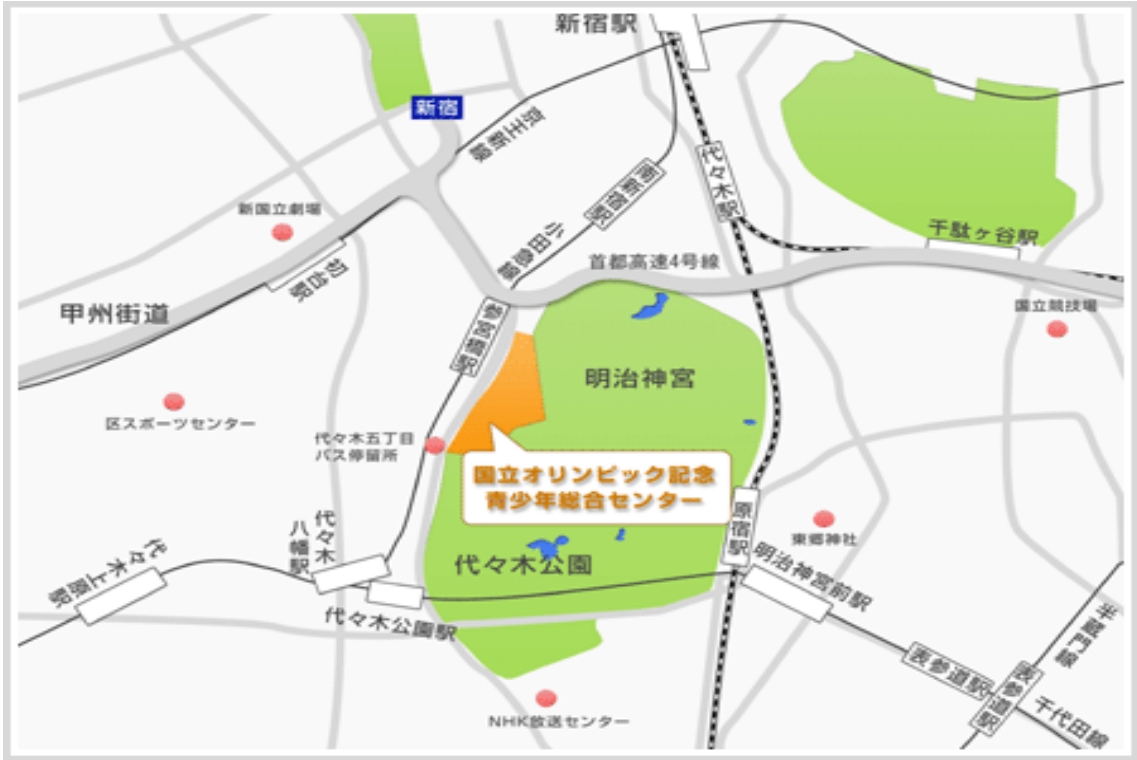 新宿駅
新宿
京王新線
代々木駅
南新宿駅
新国立劇場
小田急線
千駄ヶ谷駅
首都高速4号線
初台駅
甲州街道
参宮橋駅
国立競技場
明治神宮
区スポーツセンター
代々木五丁目
バス停留所
国立オリンピック記念
青少年総合センター
原宿駅
東郷神社
代々木
八幡駅
代々木上原駅
代々木公園
明治神宮前駅
代々木公園駅
半蔵門線
表参道駅
表参道駅
千代田線
NHK放送センター